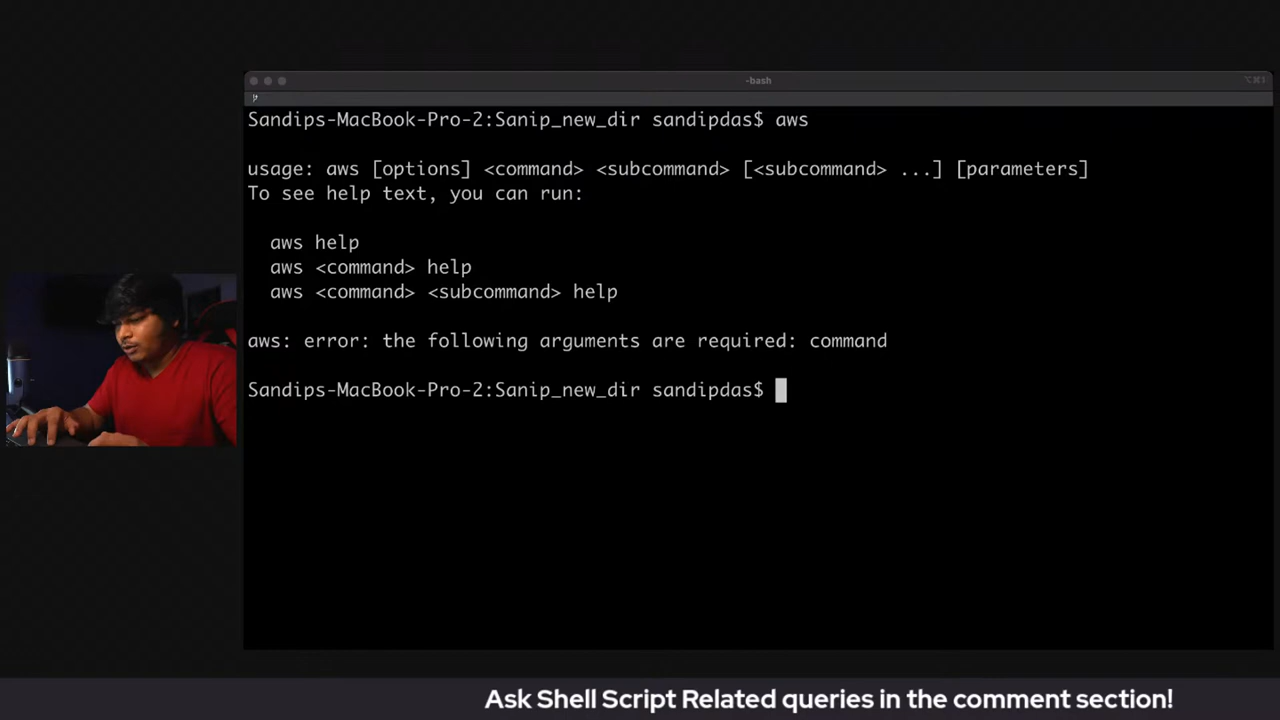 -bash
⌥⌘1
Sandips-MacBook-Pro-2:Sanip_new_dir sandipdas$ aws
usage: aws [options] <command> <subcommand> [<subcommand> ...] [parameters]
To see help text, you can run:
aws help
aws <command> help
aws <command> <subcommand> help
aws: error: the following arguments are required: command
Sandips-MacBook-Pro-2:Sanip_new_dir sandipdas$
Ask Shell Script Related queries in the comment section!